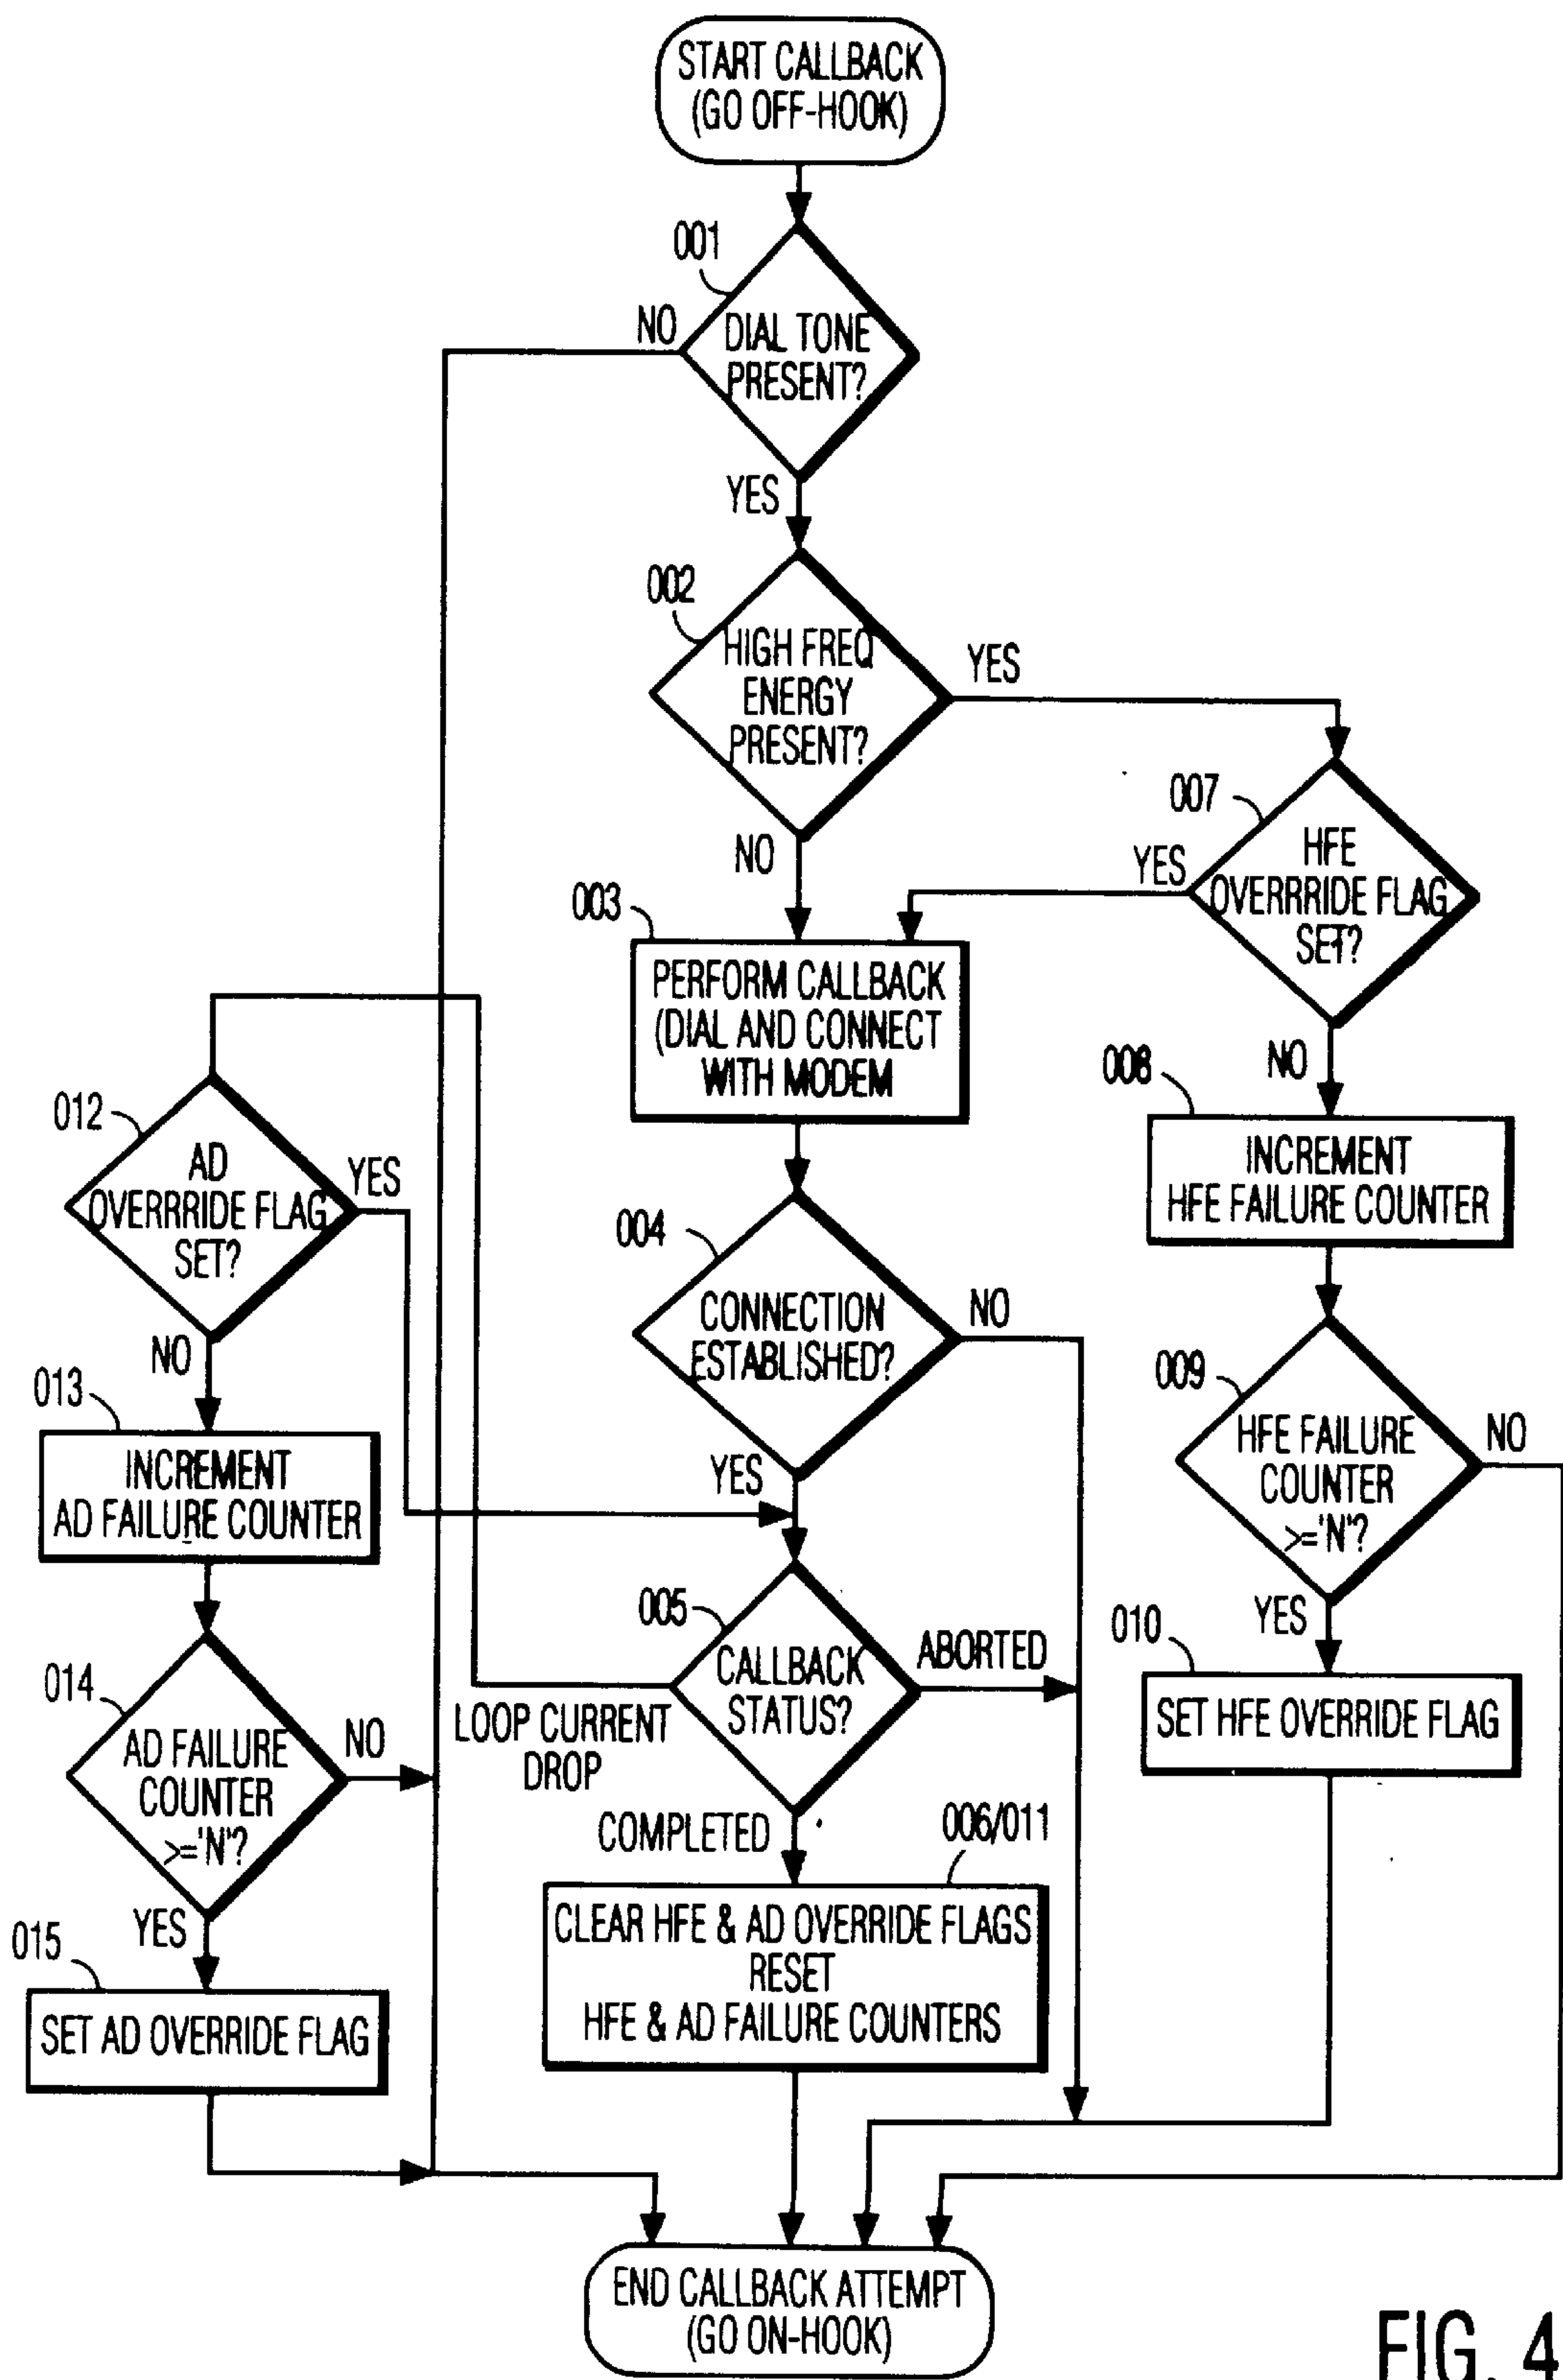 START CALLBACK
(GO OFF-HOOK)
001
NO
DIAL TONE
PRESENT?
YES
002
HIGH FREQ
ENERGY
PRESENT?
YES
NO
007
HFE
OVERRRIDE FLAG
SET?
YES
NO
003
PERFORM CALLBACK
(DIAL AND CONNECT
WITH MODEM
008
INCREMENT
HFE FAILURE COUNTER
012
AD
OVERRRIDE FLAG
SET?
YES
NO
004
CONNECTION
ESTABLISHED?
NO
YES
009
HFE FAILURE
COUNTER
>='N'?
NO
YES
013
INCREMENT
AD FAILURE COUNTER
005
CALLBACK
STATUS?
ABORTED
LOOP CURRENT
DROP
COMPLETED
010
SET HFE OVERRIDE FLAG
014
AD FAILURE
COUNTER
>='N'?
NO
YES
006/011
CLEAR HFE & AD OVERRIDE FLAGS
RESET
HFE & AD FAILURE COUNTERS
015
SET AD OVERRIDE FLAG
END CALLBACK ATTEMPT
(GO ON-HOOK)
FIG. 4